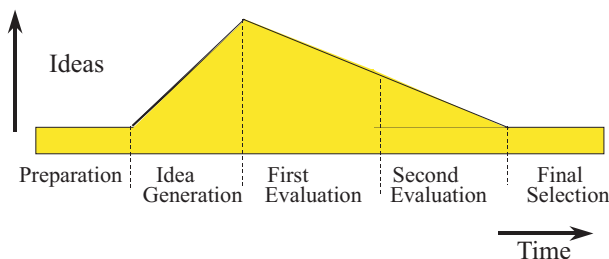 Ideas
Preparation
Idea
Generation
First
Evaluation
Second
Evaluation
Final
Selection
Time